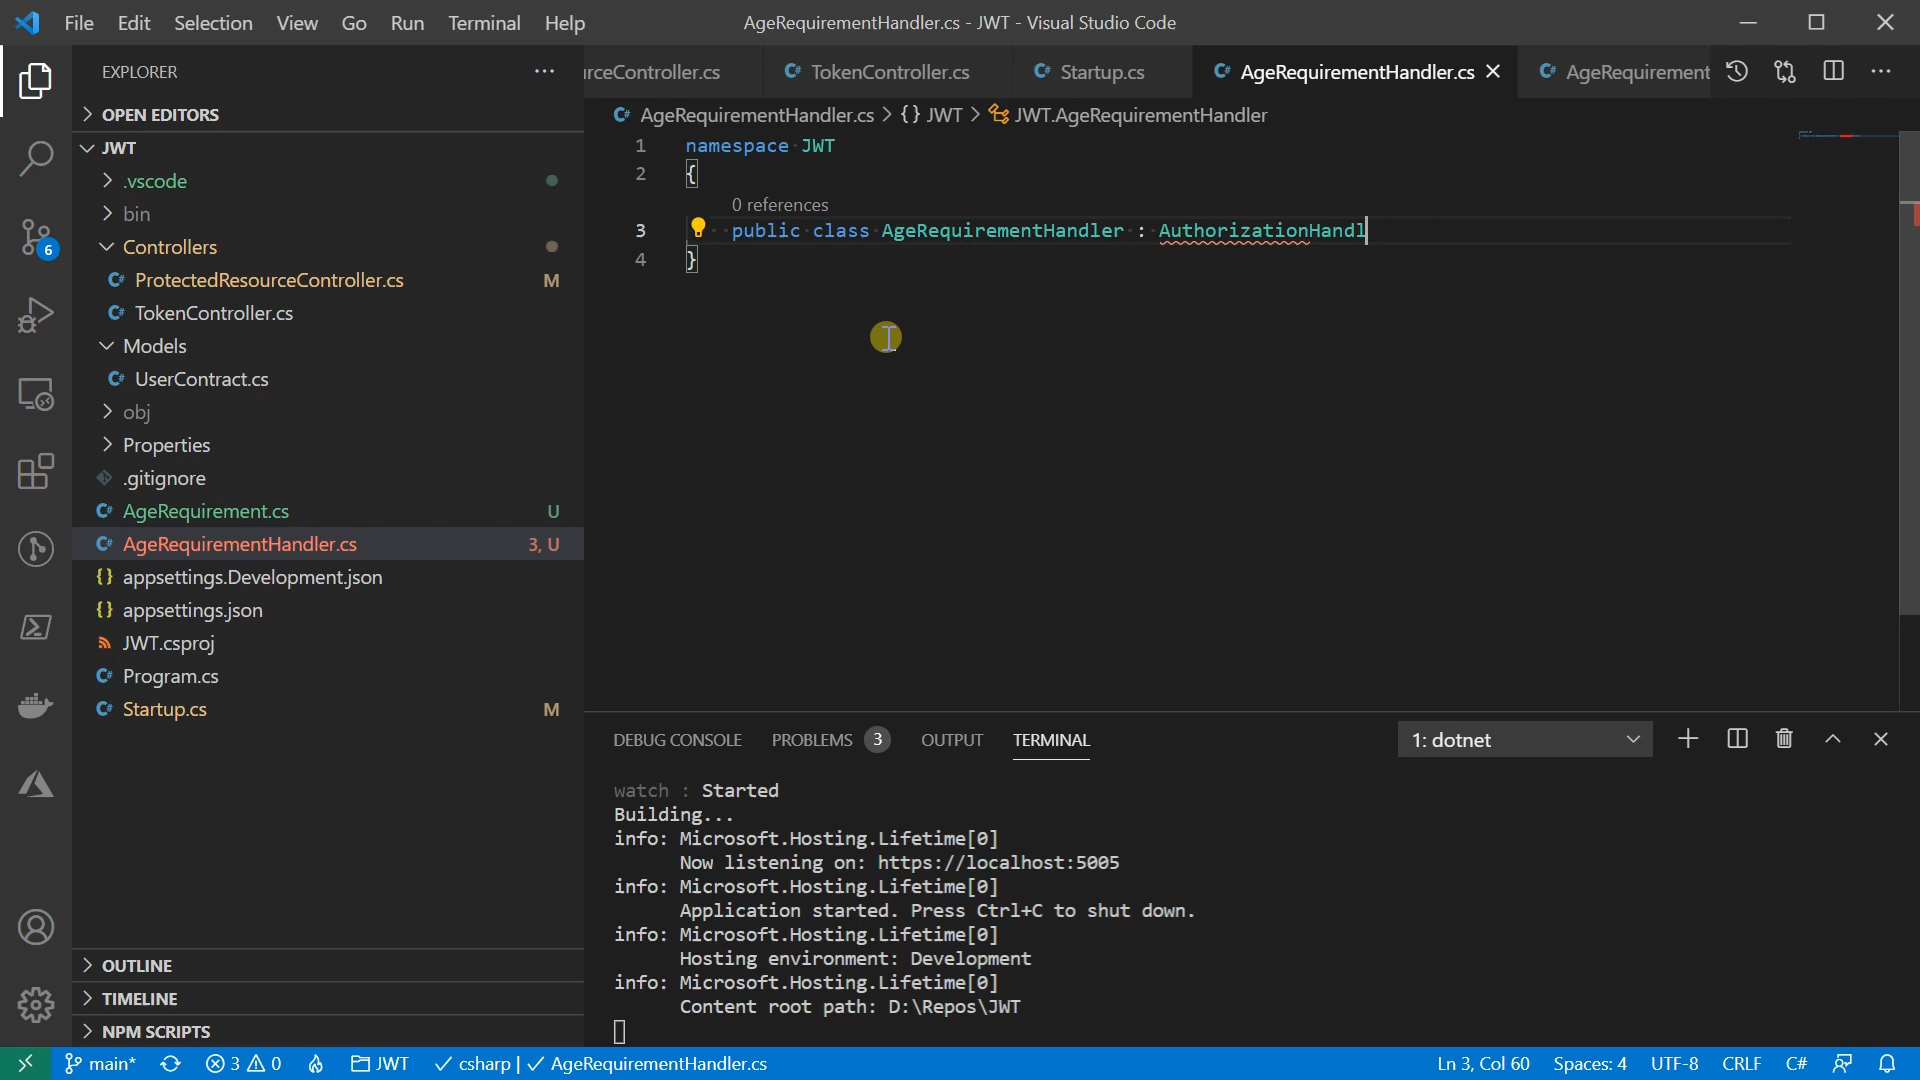 File Edit Selection View Go Run Terminal Help AgeRequirementHandler.cs - JWT - Visual Studio Code
EXPLORER
rceController.cs TokenController.cs Startup.cs AgeRequirementHandler.cs AgeRequirement
OPEN EDITORS
AgeRequirementHandler.cs {} JWT JWT.AgeRequirementHandler
JWT
.vscode
bin
Controllers
ProtectedResourceController.cs M
TokenController.cs
Models
UserContract.cs
obj
Properties
.gitignore
AgeRequirement.cs U
AgeRequirementHandler.cs 3, U
appsettings.Development.json
appsettings.json
JWT.csproj
Program.cs
Startup.cs M
OUTLINE
TIMELINE
NPM SCRIPTS
6
1 namespace JWT
2 {
0 references
3 public class AgeRequirementHandler : AuthorizationHandl
4 }
DEBUG CONSOLE PROBLEMS 3 OUTPUT TERMINAL 1: dotnet
watch : Started
Building...
info: Microsoft.Hosting.Lifetime[0]
Now listening on: https://localhost:5005
info: Microsoft.Hosting.Lifetime[0]
Application started. Press Ctrl+C to shut down.
info: Microsoft.Hosting.Lifetime[0]
Hosting environment: Development
info: Microsoft.Hosting.Lifetime[0]
Content root path: D:\Repos\JWT
main* 3 0 JWT csharp | AgeRequirementHandler.cs Ln 3, Col 60 Spaces: 4 UTF-8 CRLF C#